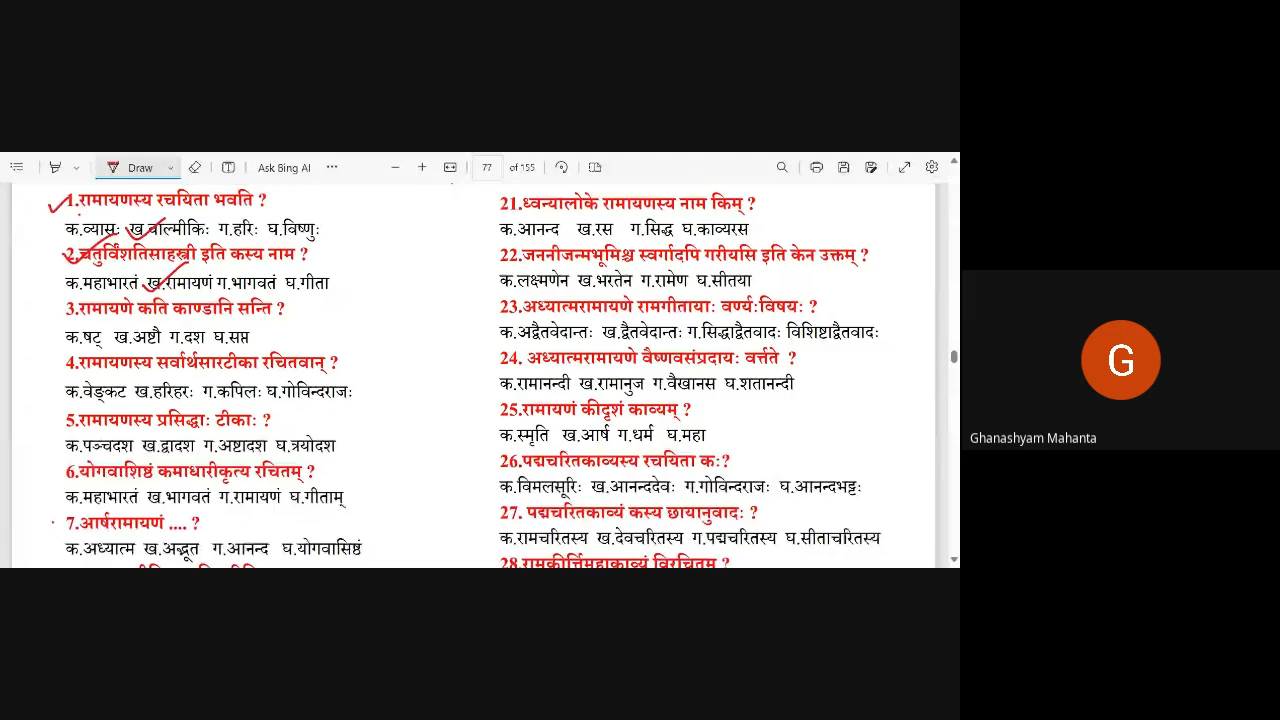 Draw
Ask Bing AI
77 of 155
1.रामायणस्य रचयिता भवति ?
क.व्यासः ख.वाल्मीकिः ग.हरिः घ.विष्णुः
2.चतुर्विंशतिसाहस्त्री इति कस्य नाम ?
क.महाभारतं ख.रामायणं ग.भागवतं घ.गीता
3.रामायणे कति काण्डानि सन्ति ?
क.षट् ख.अष्टौ ग.दश घ.सप्त
4.रामायणस्य सर्वार्थसारटीका रचितवान् ?
क.वेङ्कट ख.हरिहरः ग.कपिलः घ.गोविन्दराजः
5.रामायणस्य प्रसिद्धाः टीकाः ?
क.पञ्चदश ख.द्वादश ग.अष्टादश घ.त्रयोदश
6.योगवाशिष्ठं कमाधारीकृत्य रचितम् ?
क.महाभारतं ख.भागवतं ग.रामायणं घ.गीताम्
7.आर्षरामायणं .... ?
क.अध्यात्म ख.अद्भूत ग.आनन्द घ.योगवासिष्ठं
21.ध्वन्यालोके रामायणस्य नाम किम् ?
क.आनन्द ख.रस ग.सिद्ध घ.काव्यरस
22.जननीजन्मभूमिश्च स्वर्गादपि गरीयसि इति केन उक्तम् ?
क.लक्ष्मणेन ख.भरतेन ग.रामेण घ.सीतया
23.अध्यात्मरामायणे रामगीतायाः वर्ण्यःविषयः ?
क.अद्वैतवेदान्तः ख.द्वैतवेदान्तः ग.सिद्धाद्वैतवादः विशिष्टाद्वैतवादः
24. अध्यात्मरामायणे वैष्णवसंप्रदायः वर्त्तते ?
क.रामानन्दी ख.रामानुज ग.वैखानस घ.शतानन्दी
25.रामायणं कीदृशं काव्यम् ?
क.स्मृति ख.आर्ष ग.धर्म घ.महा
26.पद्मचरितकाव्यस्य रचयिता कः?
क.विमलसूरिः ख.आनन्ददेवः ग.गोविन्दराजः घ.आनन्दभट्टः
27. पद्मचरितकाव्यं कस्य छायानुवादः ?
क.रामचरितस्य ख.देवचरितस्य ग.पद्मचरितस्य घ.सीताचरितस्य
28.रामकीर्त्तिमहाकाव्यं विरचितम् ?
G
Ghanashyam Mahanta